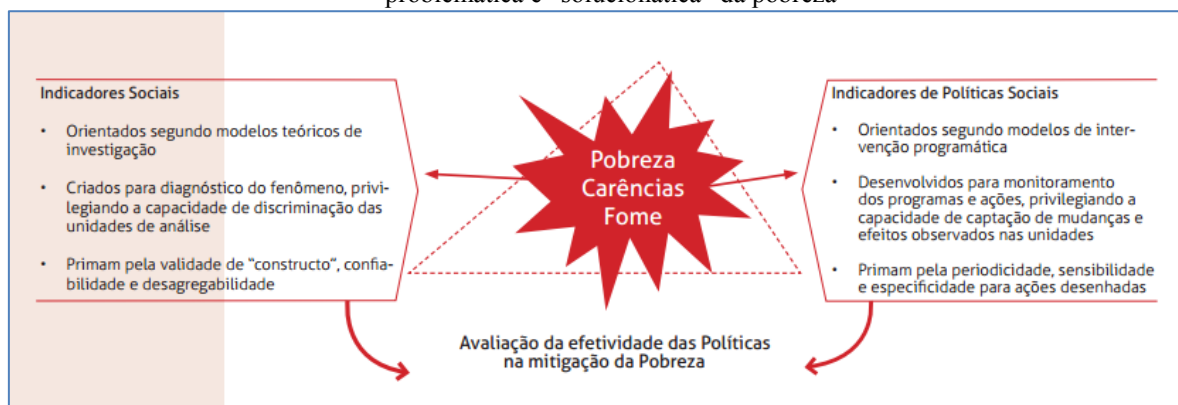 problemática e "solucionática" da pobreza
Indicadores Sociais
• Orientados segundo modelos teóricos de
investigação
• Criados para diagnóstico do fenômeno, privi-
legiando a capacidade de discriminação das
unidades de análise
• Primam pela validade de “constructo”, confia-
bilidade e desagregabilidade
Pobreza
Carências
Fome
Indicadores de Políticas Sociais
• Orientados segundo modelos de inter-
venção programática
• Desenvolvidos para monitoramento
dos programas e ações, privilegiando a
capacidade de captação de mudanças e
efeitos observados nas unidades
• Primam pela periodicidade, sensibilidade
e especificidade para ações desenhadas
Avaliação da efetividade das Políticas
na mitigação da Pobreza